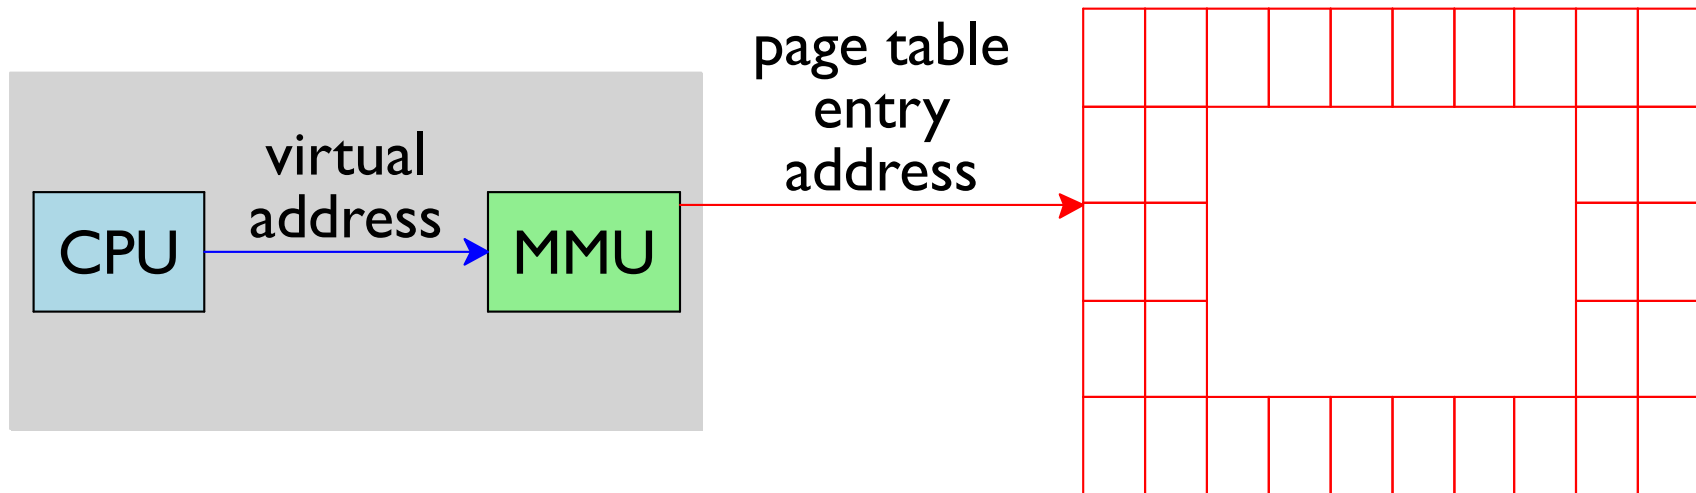 page table
entry
address
virtual
address
CPU
MMU